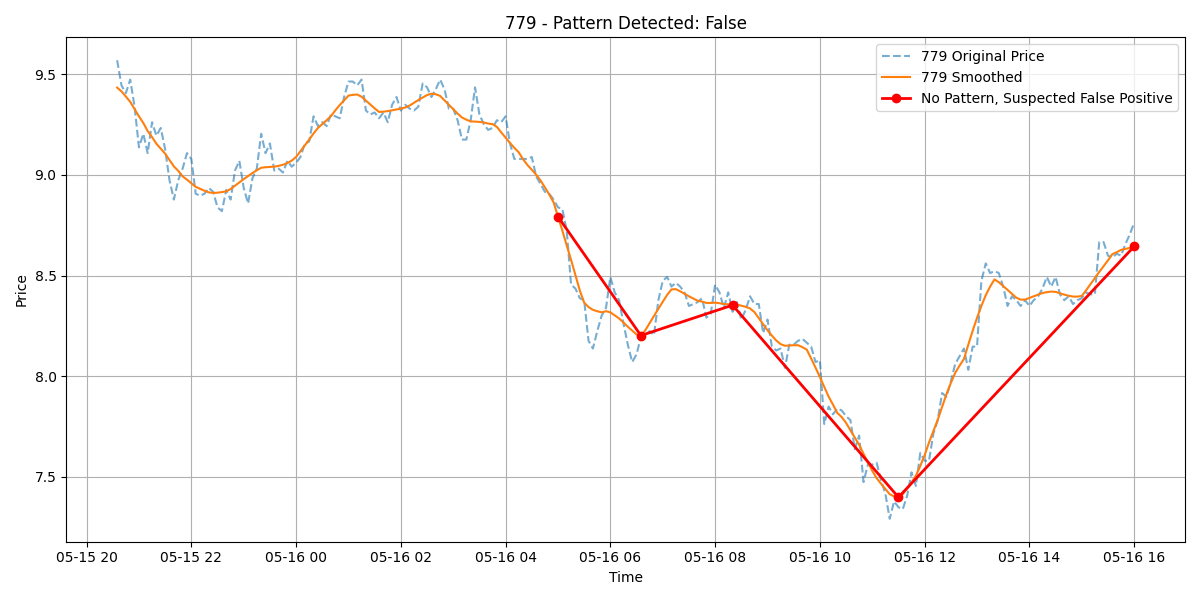 779 - Pattern Detected: False
779 Original Price
779 Smoothed
No Pattern, Suspected False Positive
Price
9.5
9.0
8.5
8.0
7.5
05-15 20 05-15 22 05-16 00 05-16 02 05-16 04 05-16 06 05-16 08 05-16 10 05-16 12 05-16 14 05-16 16
Time